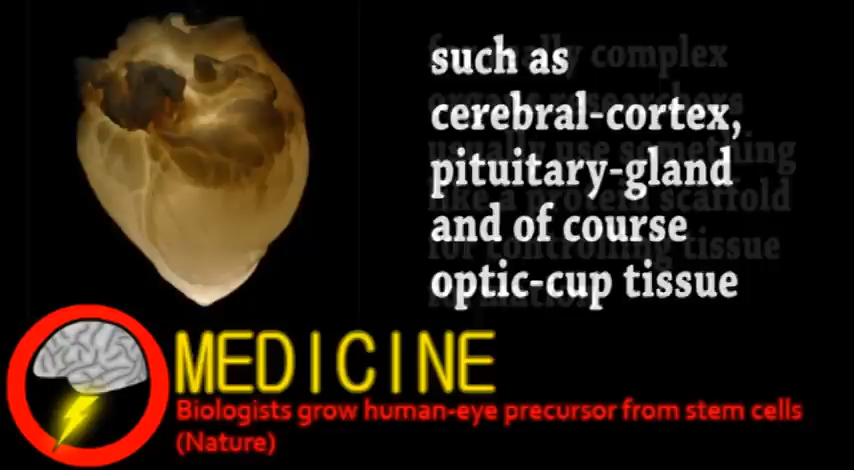 such as
cerebral-cortex,
pituitary-gland
and of course
optic-cup tissue
MEDICINE
Biologists grow human-eye precursor from stem cells
(Nature)